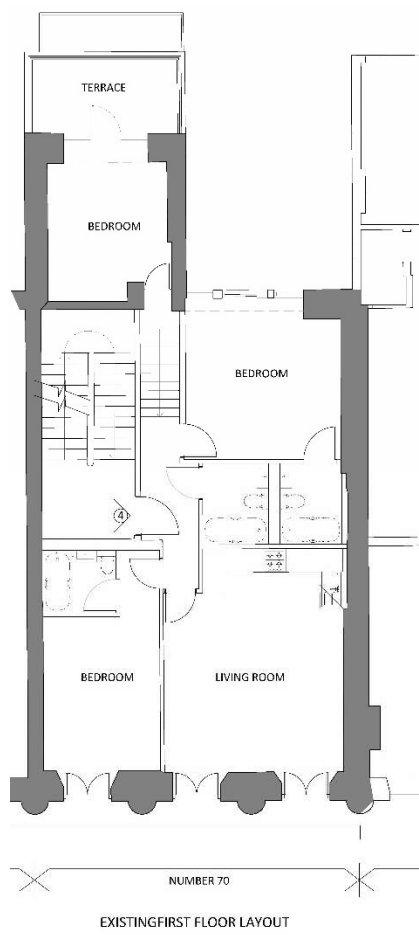 TERRACE
BEDROOM
BEDROOM
4
BEDROOM
LIVING ROOM
NUMBER 70
EXISTINGFIRST FLOOR LAYOUT